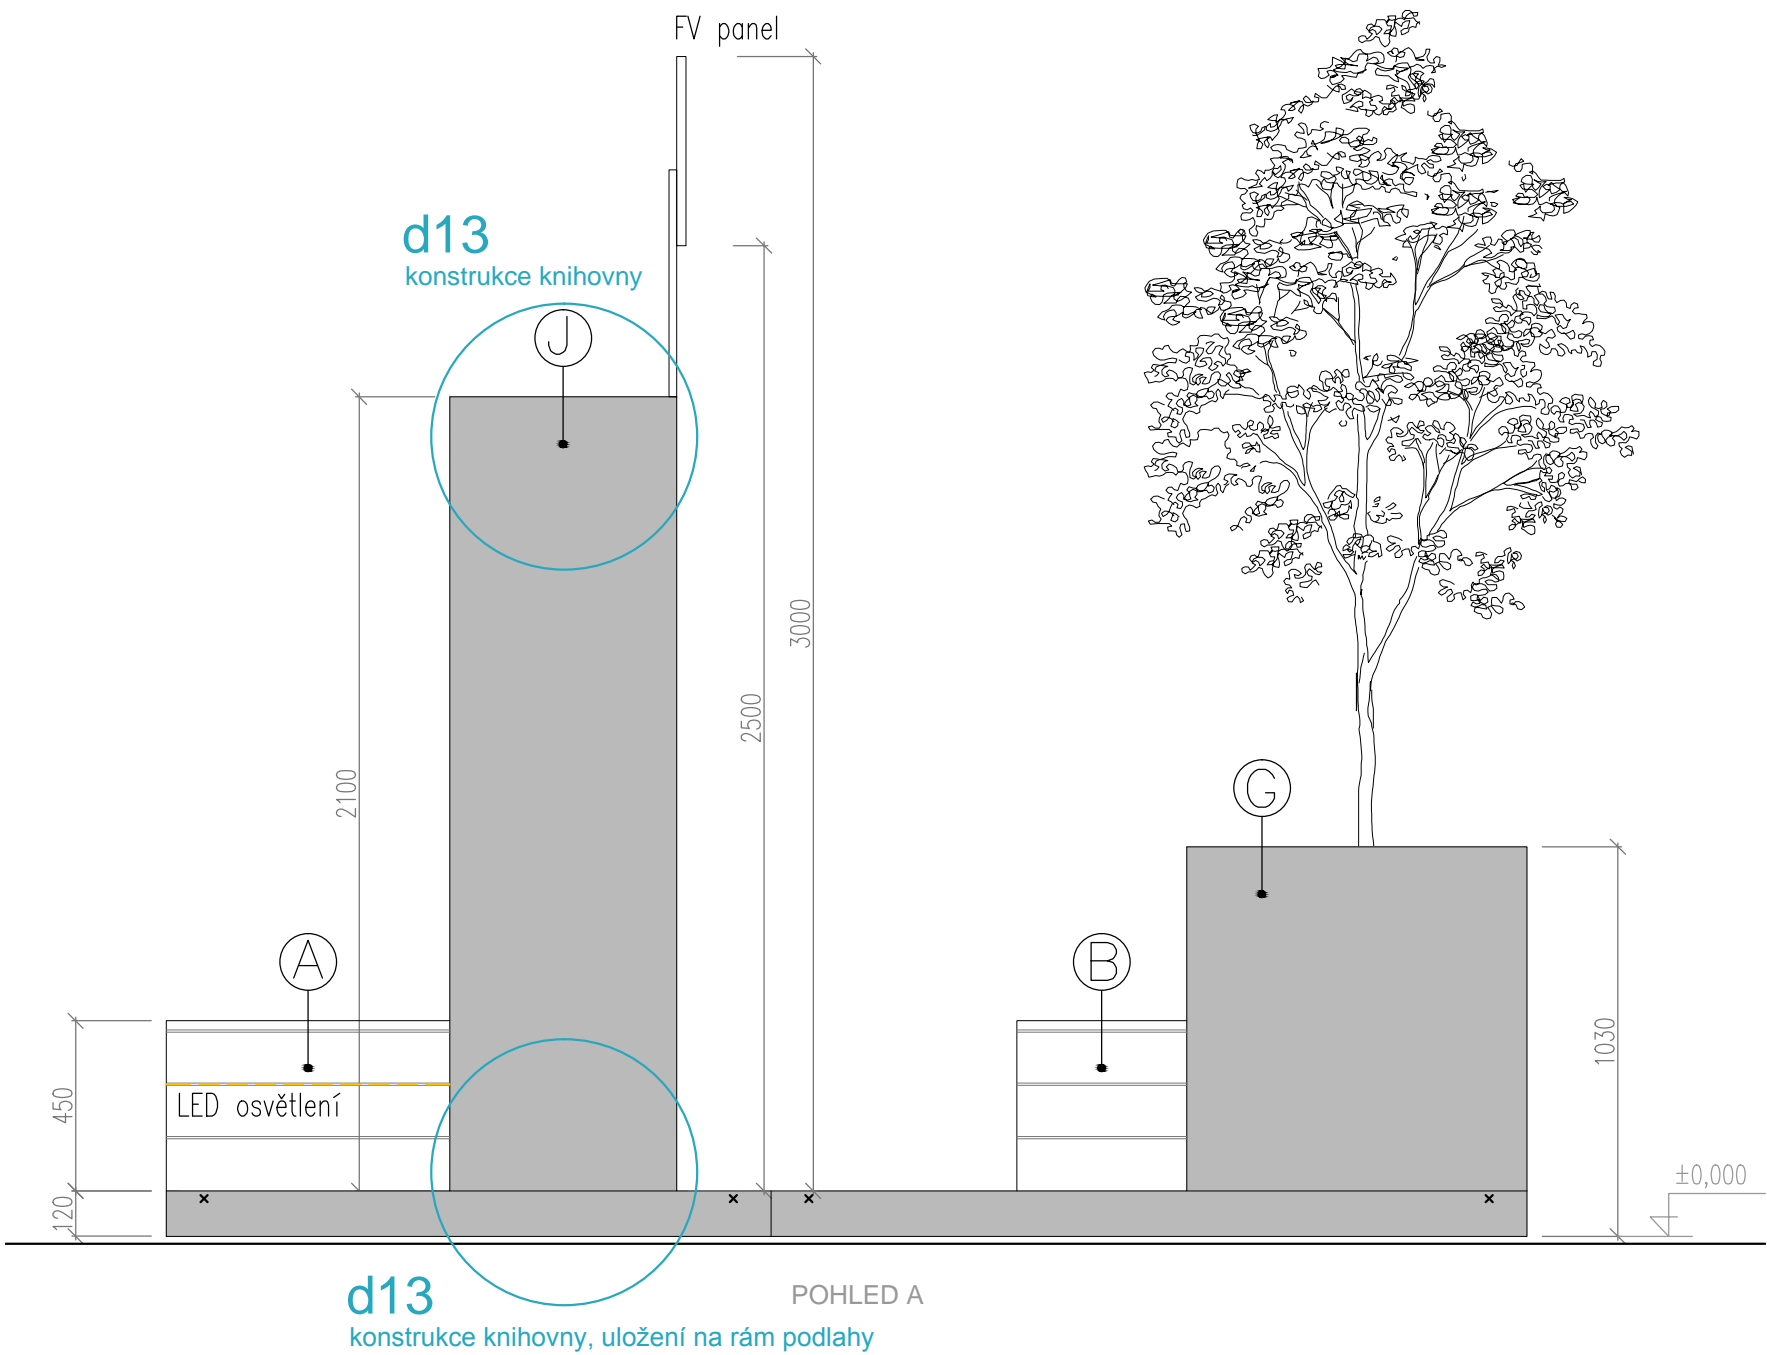 FV panel
d13
konstrukce knihovny
J
3000
2500
2100
G
A
B
1030
450
LED osvětlení
120
±0,000
d13
POHLED A
konstrukce knihovny, uložení na rám podlahy